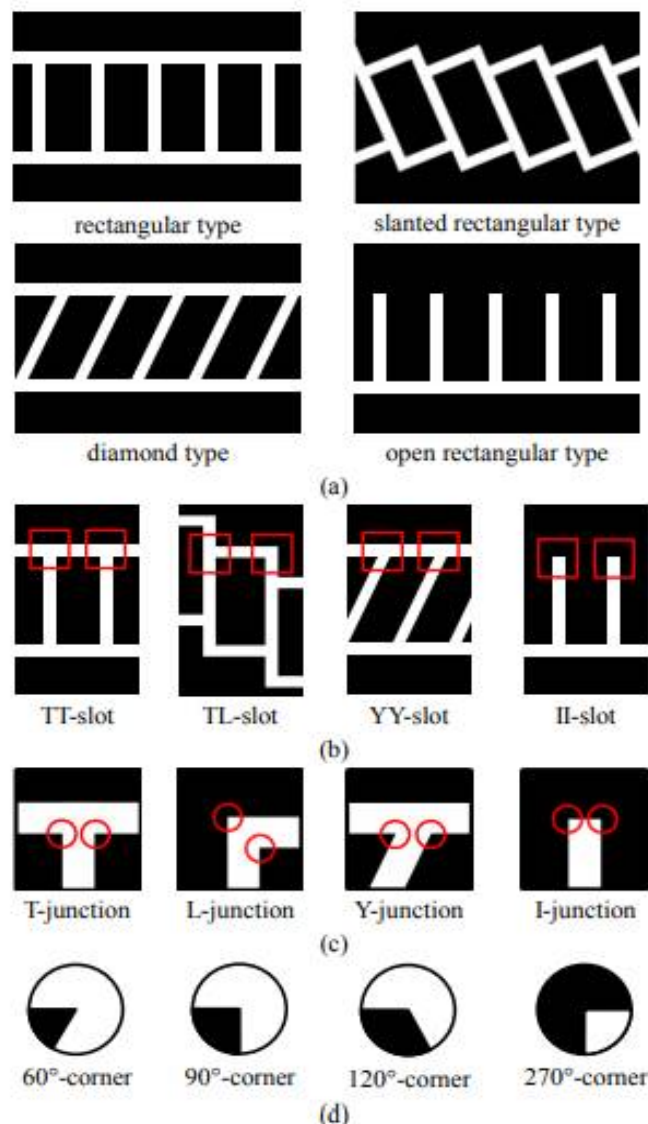 rectangular type
slanted rectangular type
diamond type
open rectangular type
(a)
TT-slot
TL-slot
YY-slot
II-slot
(b)
T-junction
L-junction
Y-junction
I-junction
(c)
60°-corner
90°-corner
120°-corner
270°-corner
(d)